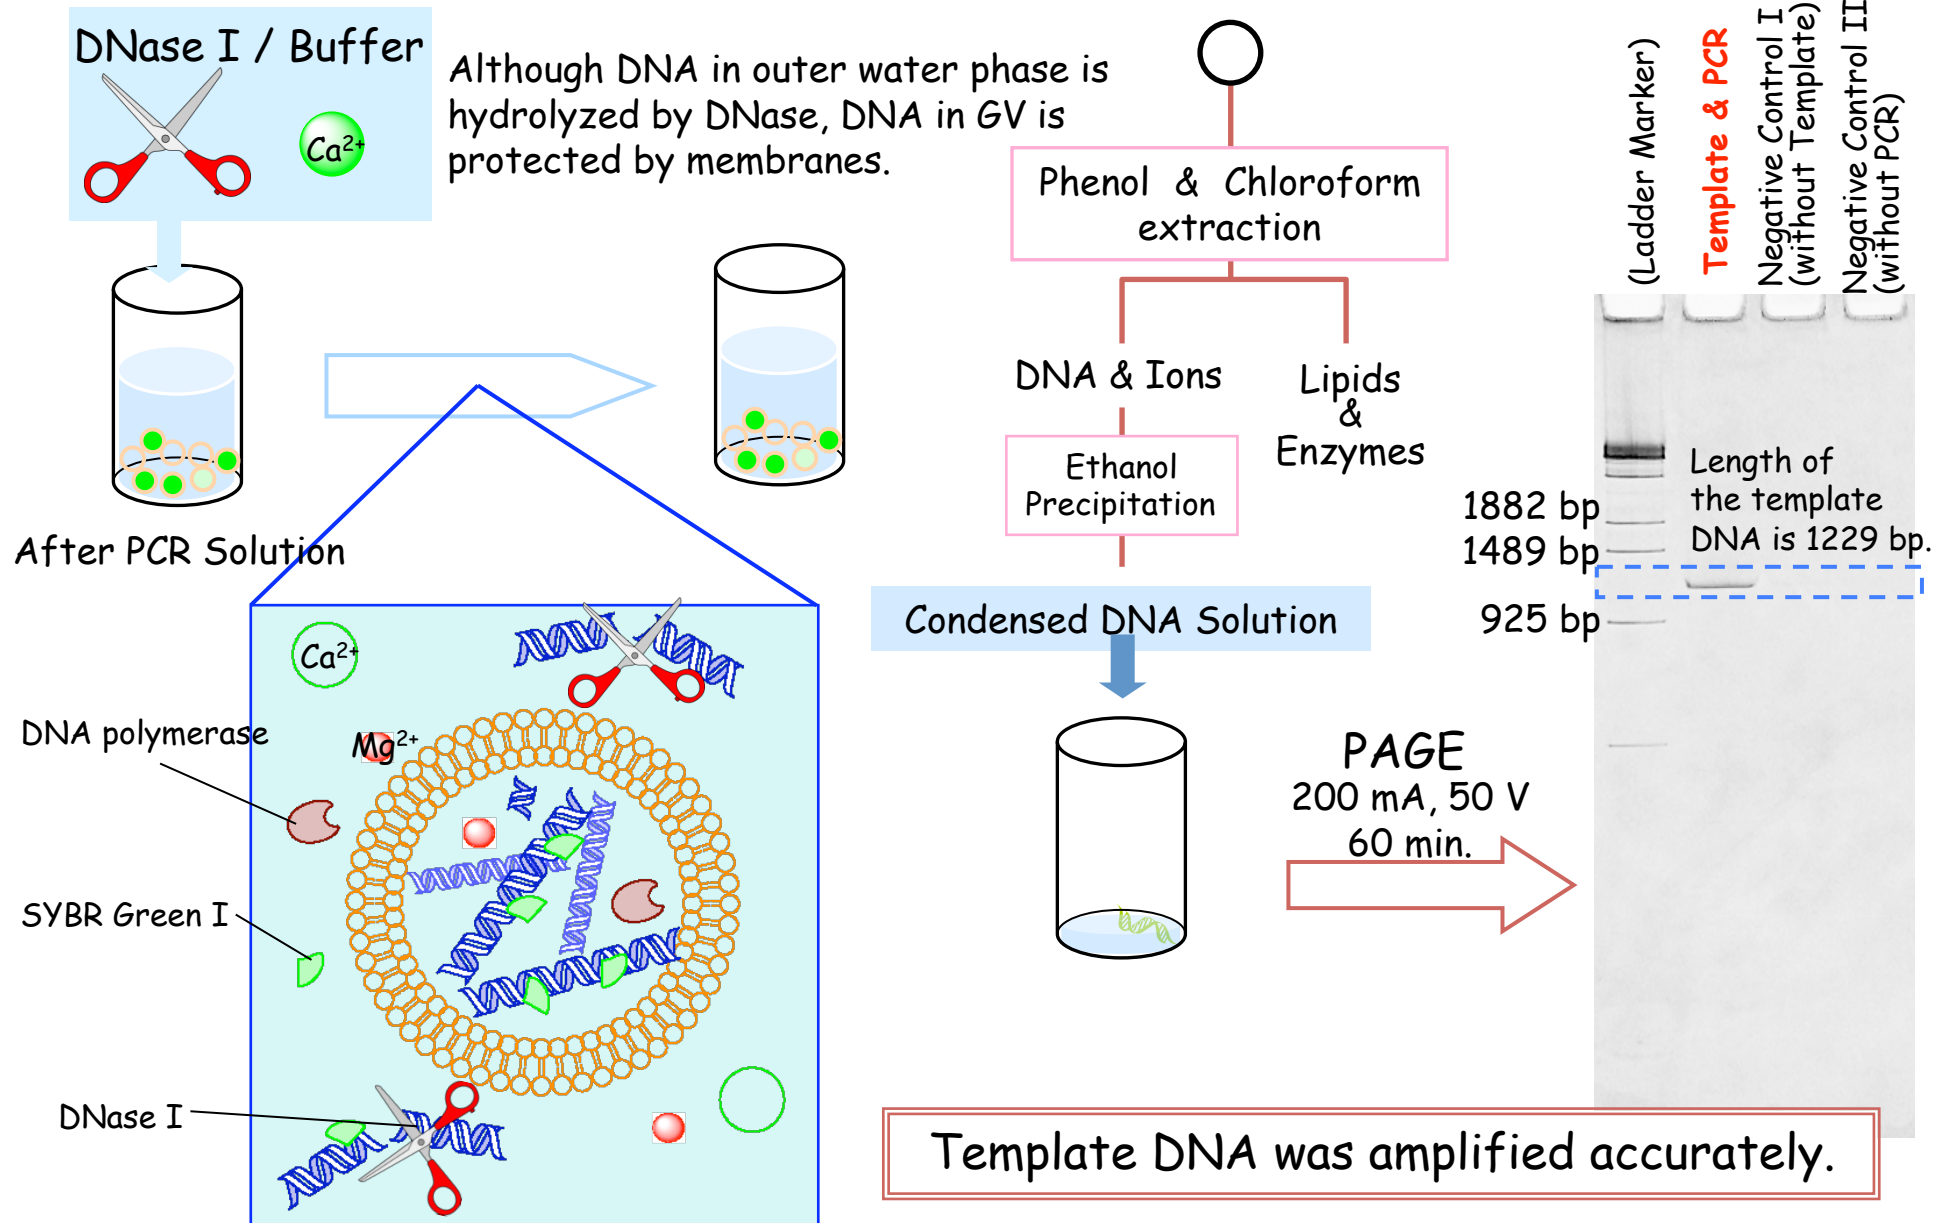 DNase I / Buffer
Ca2+
Although DNA in outer water phase is
hydrolyzed by DNase, DNA in GV is
protected by membranes.
After PCR Solution
Ca2+
Mg2+
DNA polymerase
SYBR Green I
DNase I
Phenol & Chloroform
extraction
DNA & Ions
Lipids
&
Enzymes
Ethanol
Precipitation
Condensed DNA Solution
PAGE
200 mA, 50 V
60 min.
(Ladder Marker)
Template & PCR
Negative Control I
(without Template)
Negative Control II
(without PCR)
Length of
the template
DNA is 1229 bp.
1882 bp
1489 bp
925 bp
Template DNA was amplified accurately.